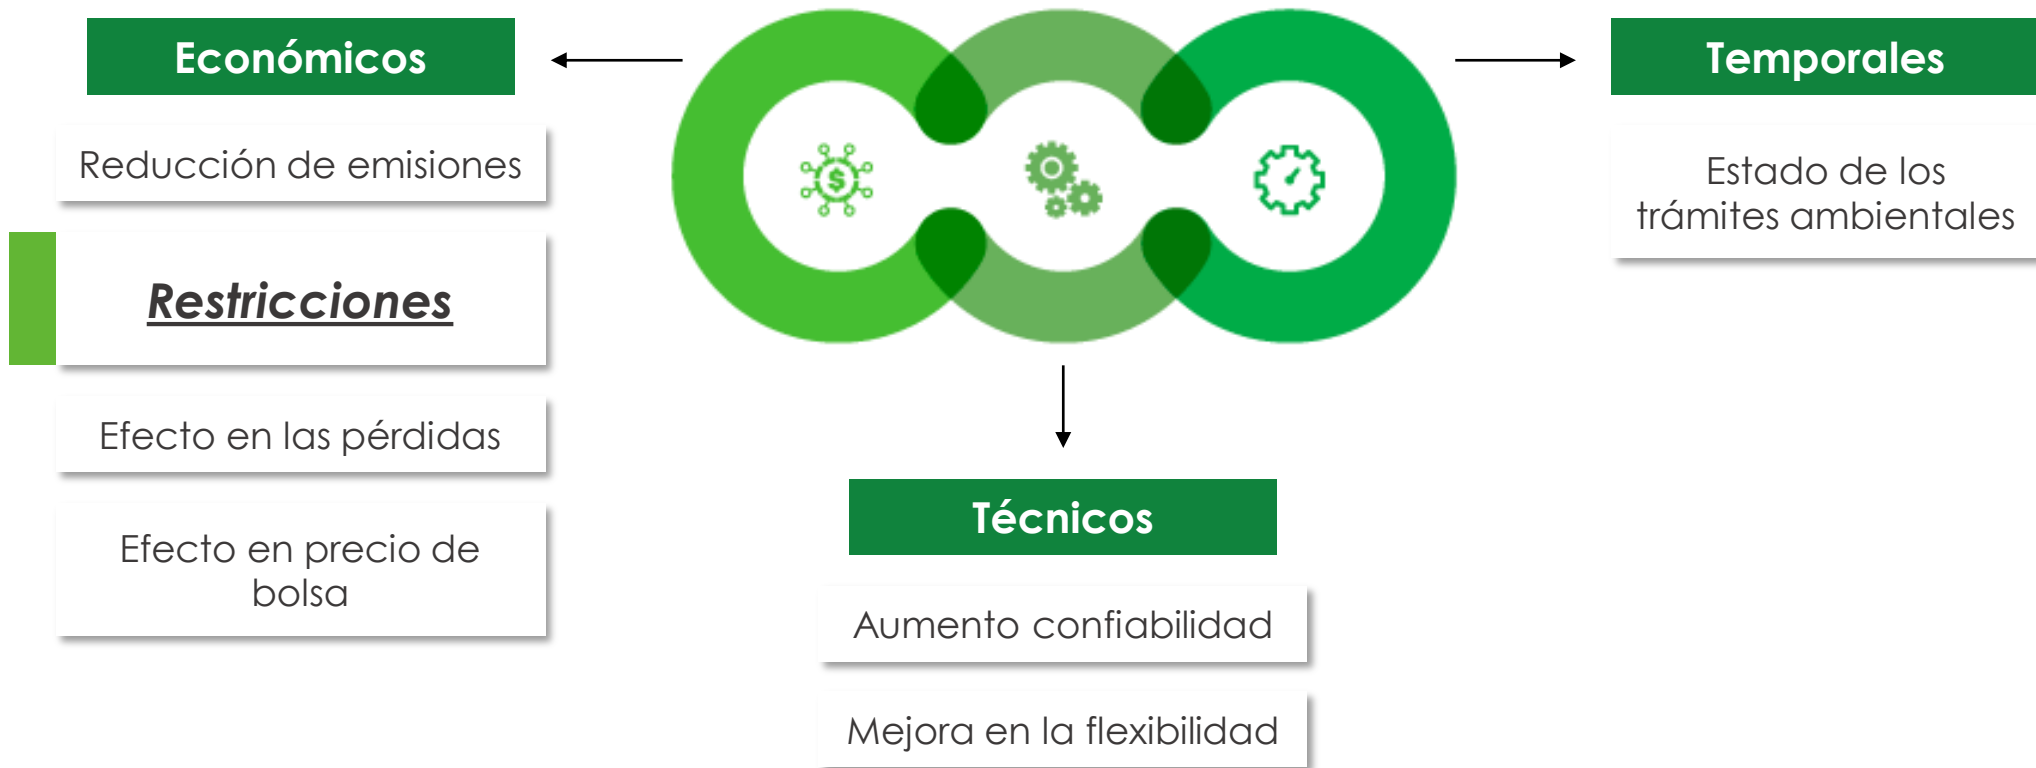 Económicos
Reducción de emisiones
Restricciones
Efecto en las pérdidas
Efecto en precio de
bolsa
$
Técnicos
Aumento confiabilidad
Mejora en la flexibilidad
Temporales
Estado de los
trámites ambientales